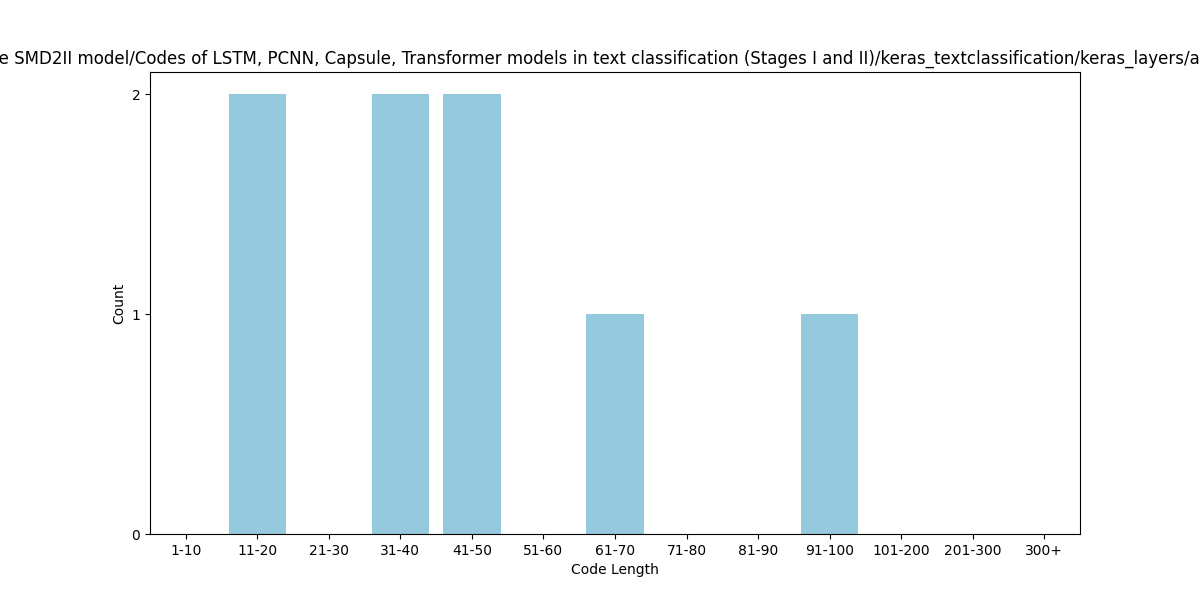 e SMD2II model/Codes of LSTM, PCNN, Capsule, Transformer models in text classification (Stages I and II)/keras_textclassification/keras_layers/a
2
1
0
Count
1-10 11-20 21-30 31-40 41-50 51-60 61-70 71-80 81-90 91-100 101-200 201-300 300+
Code Length